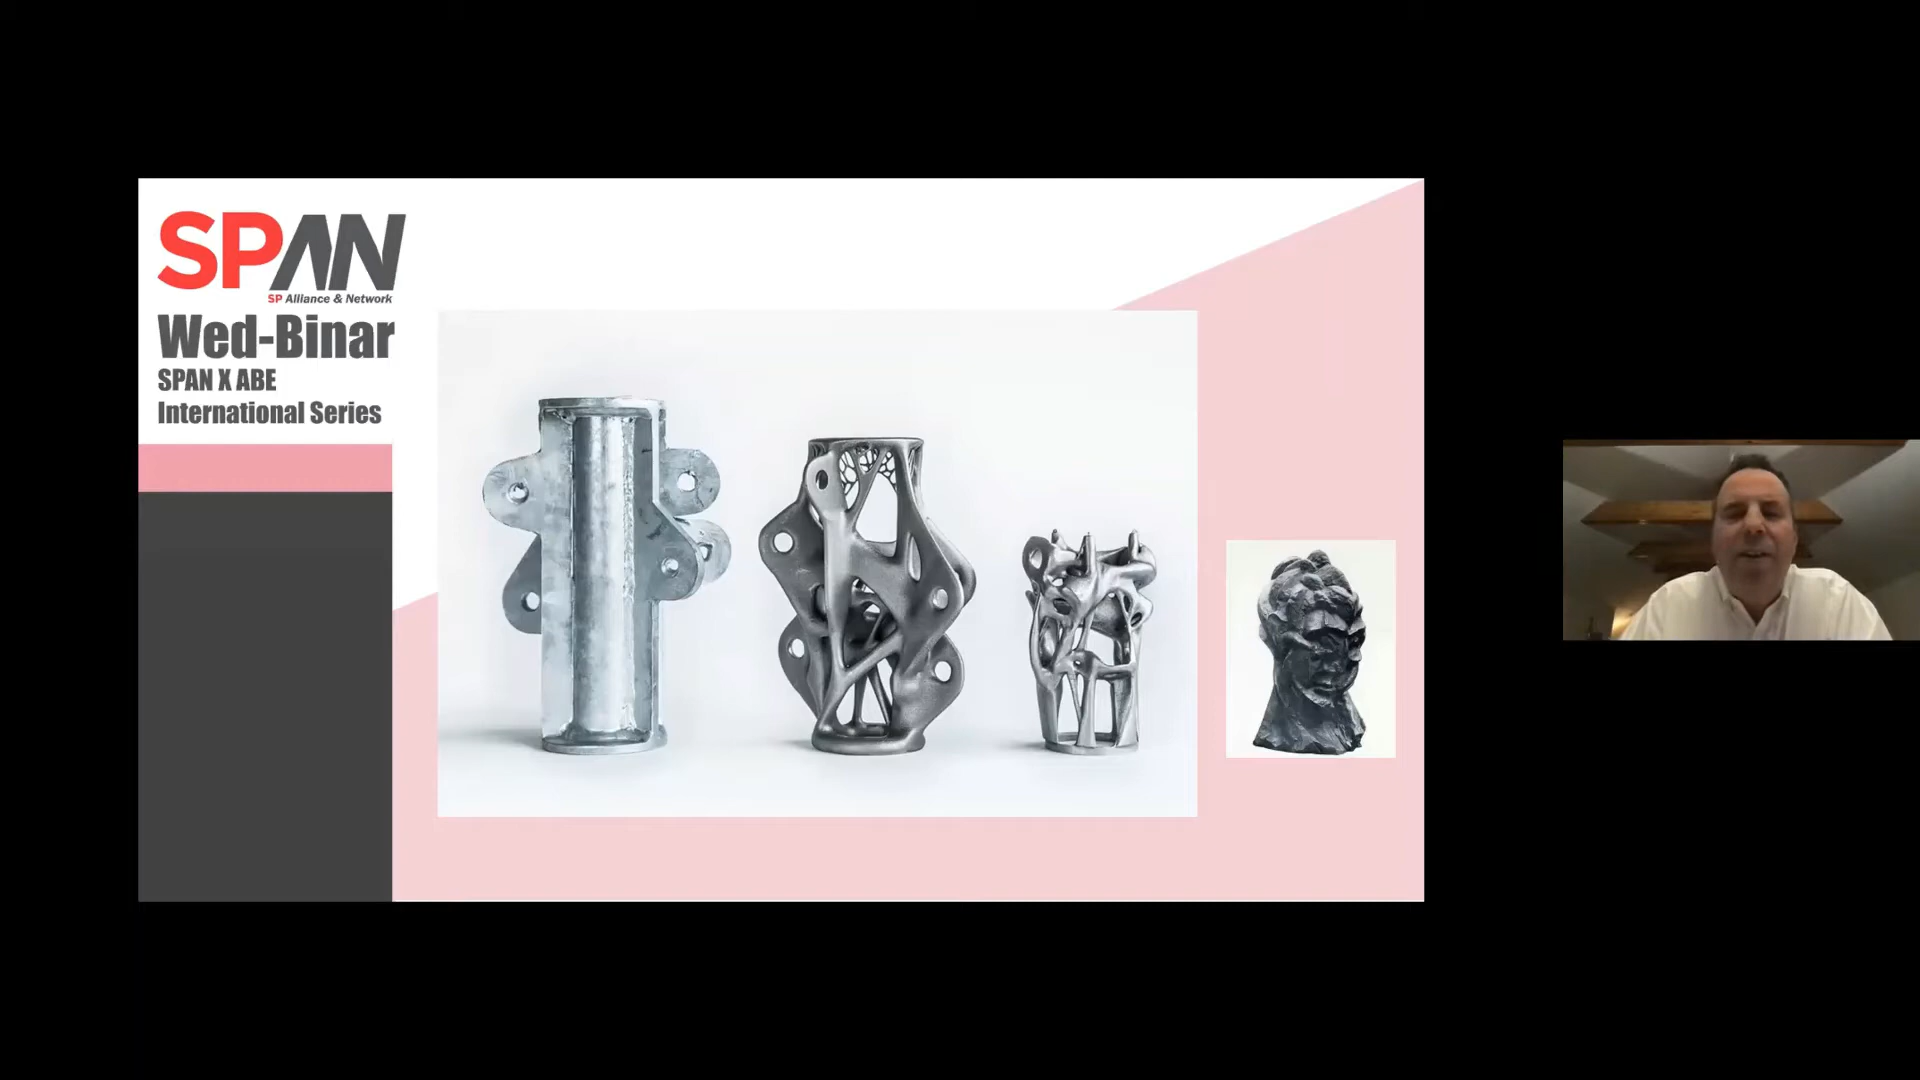 SPAN
SP Alliance & Network
Wed-Binar
SPAN X ABE
International Series